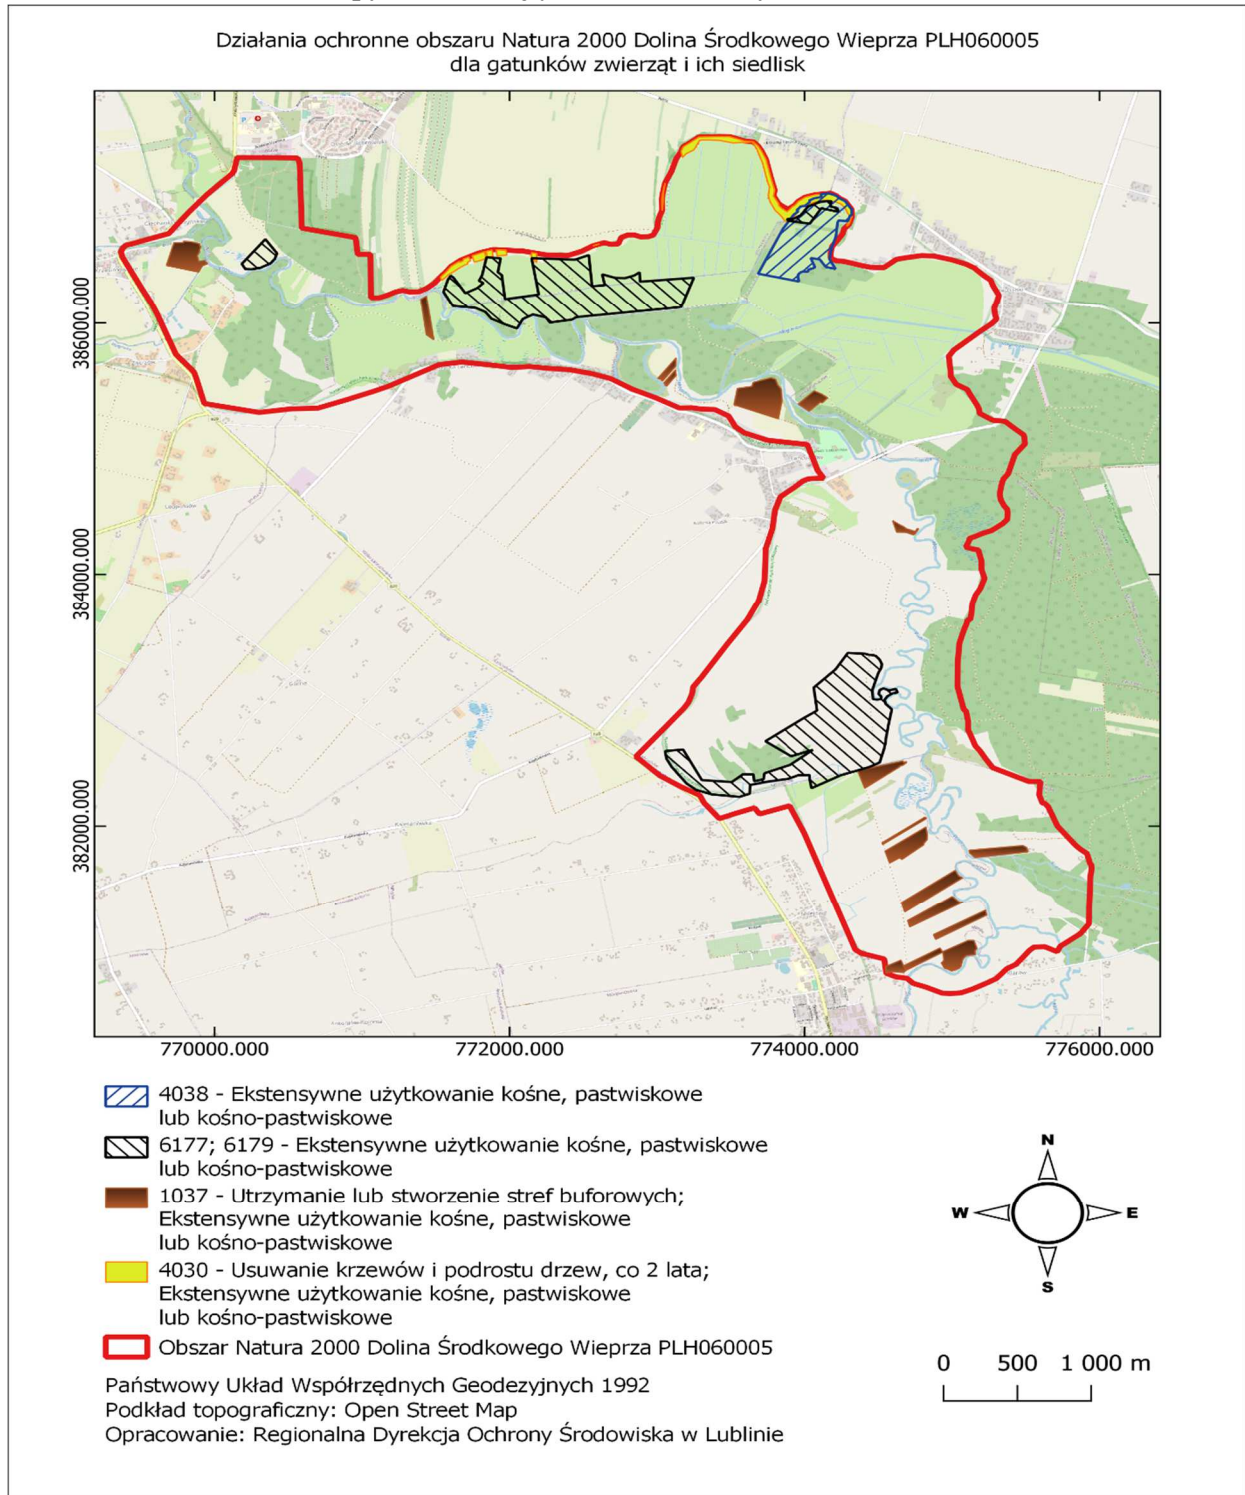 Działania ochronne obszaru Natura 2000 Dolina Środkowego Wieprza PLH060005
dla gatunków zwierząt i ich siedlisk
386000.000
384000.000
382000.000
770000.000
772000.000
774000.000
776000.000
4038 - Ekstensywne użytkowanie kośne, pastwiskowe
lub kośno-pastwiskowe
6177; 6179 - Ekstensywne użytkowanie kośne, pastwiskowe
lub kośno-pastwiskowe
1037 - Utrzymanie lub stworzenie stref buforowych;
Ekstensywne użytkowanie kośne, pastwiskowe
lub kośno-pastwiskowe
4030 - Usuwanie krzewów i podrostu drzew, co 2 lata;
Ekstensywne użytkowanie kośne, pastwiskowe
lub kośno-pastwiskowe
Obszar Natura 2000 Dolina Środkowego Wieprza PLH060005
Państwowy Układ Współrzędnych Geodezyjnych 1992
Podkład topograficzny: Open Street Map
Opracowanie: Regionalna Dyrekcja Ochrony Środowiska w Lublinie
N
W
E
S
0 500 1 000 m